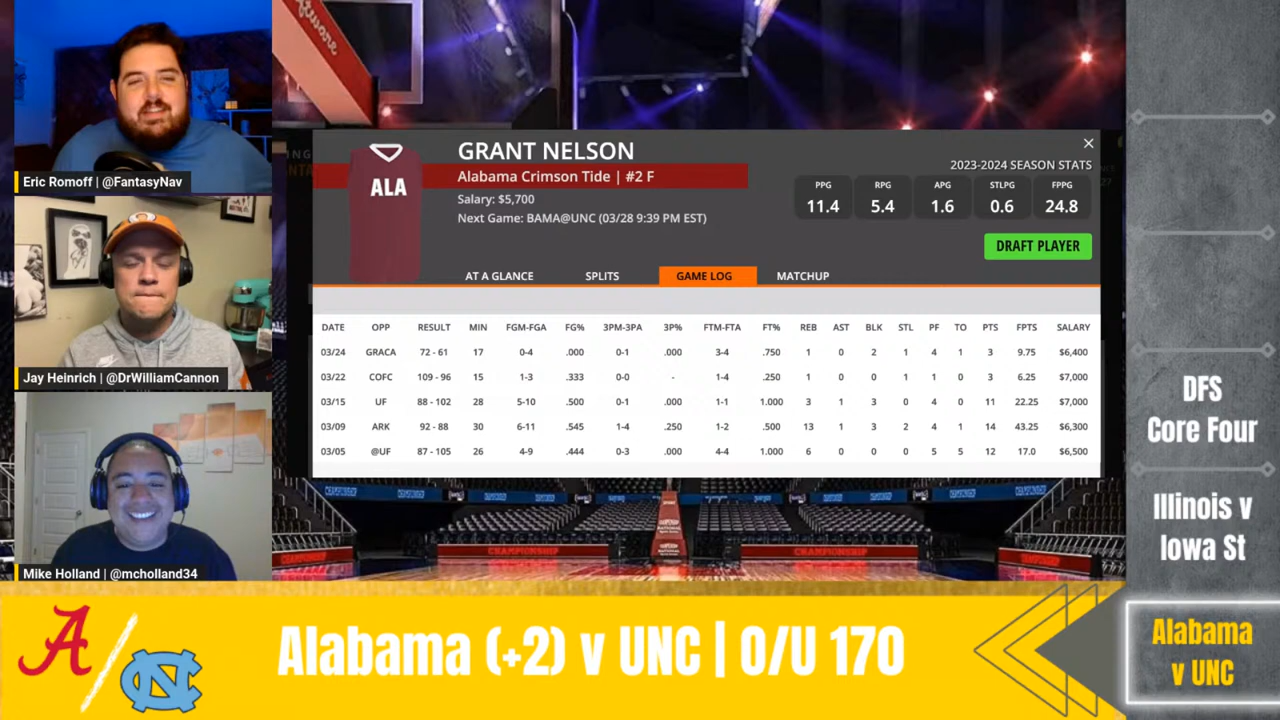 Eric Romoff | @FantasyNav
Jay Heinrich | @DrWilliamCannon
Mike Holland | @mcholland34
ALA
GRANT NELSON
Alabama Crimson Tide | #2 F
Salary: $5,700
Next Game: BAMA@UNC (03/28 9:39 PM EST)
×
2023-2024 SEASON STATS
PPG RPG APG STLPG FPPG
11.4 5.4 1.6 0.6 24.8
DRAFT PLAYER
AT A GLANCE SPLITS GAME LOG MATCHUP
DATE OPP RESULT MIN FGM-FGA FG% 3PM-3PA 3P% FTM-FTA FT% REB AST BLK STL PF TO PTS FPTS SALARY
03/24 GRACA 72 - 61 17 0-4 .000 0-1 .000 3-4 .750 1 0 2 1 4 1 3 9.75 $6,400
03/22 COFC 109 - 96 15 1-3 .333 0-0 - 1-4 .250 1 0 0 1 1 0 3 6.25 $7,000
03/15 UF 88 - 102 28 5-10 .500 0-1 .000 1-1 1.000 3 1 3 0 4 0 11 22.25 $7,000
03/09 ARK 92 - 88 30 6-11 .545 1-4 .250 1-2 .500 13 1 3 2 4 1 14 43.25 $6,300
03/05 @UF 87 - 105 26 4-9 .444 0-3 .000 4-4 1.000 6 0 0 0 5 5 12 17.0 $6,500
CHAMPIONSHIP
CHAMPIONSHIP
CHAMPIONSHIP
A / NC
Alabama (+2) v UNC | O/U 170
DFS
Core Four
Illinois v
Iowa St
Alabama
v UNC